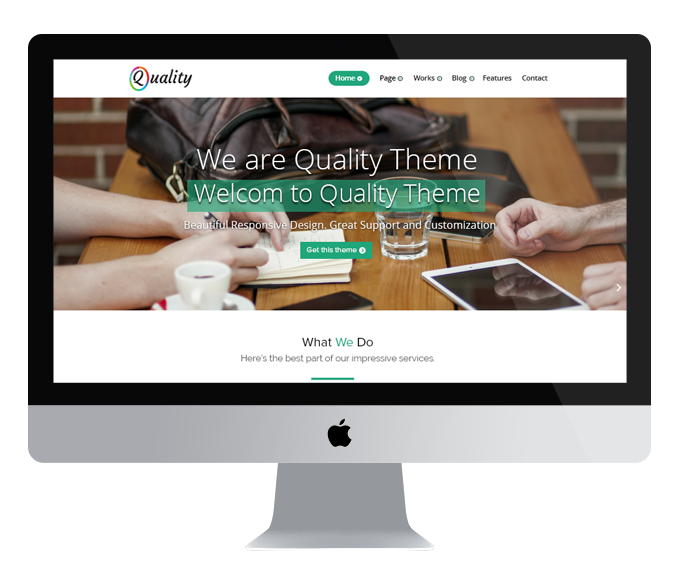 Quality
Home Page Works Blog Features Contact
We are Quality Theme
Welcom to Quality Theme
Beautiful Responsive Design. Great Support and Customization
Get this theme
What We Do
Here's the best part of our impressive services.